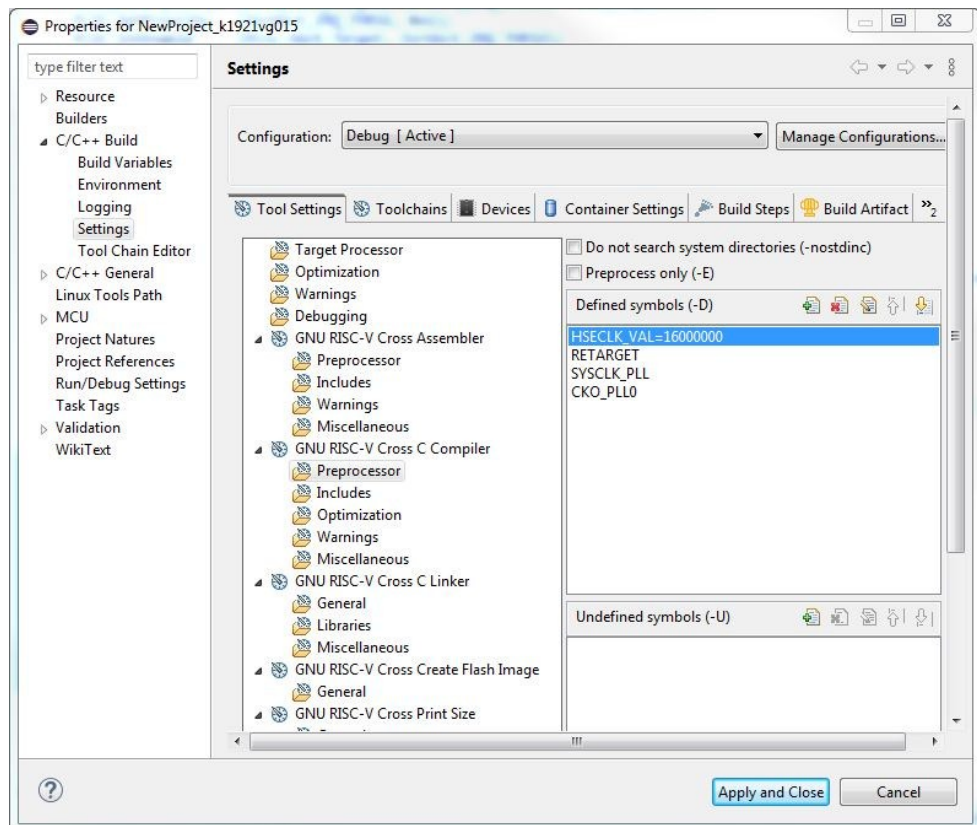 Properties for NewProject_k1921vg015
type filter text
Settings
Resource
Builders
C/C++ Build
Build Variables
Environment
Logging
Settings
Tool Chain Editor
C/C++ General
Linux Tools Path
MCU
Project Natures
Project References
Run/Debug Settings
Task Tags
Validation
WikiText
Configuration: Debug [ Active ] Manage Configurations...
Tool Settings Toolchains Devices Container Settings Build Steps Build Artifact »2
Target Processor
Optimization
Warnings
Debugging
GNU RISC-V Cross Assembler
Preprocessor
Includes
Warnings
Miscellaneous
GNU RISC-V Cross C Compiler
Preprocessor
Includes
Optimization
Warnings
Miscellaneous
GNU RISC-V Cross C Linker
General
Libraries
Miscellaneous
GNU RISC-V Cross Create Flash Image
General
GNU RISC-V Cross Print Size
Do not search system directories (-nostdinc)
Preprocess only (-E)
Defined symbols (-D)
HSECLK_VAL=16000000
RETARGET
SYSCLK_PLL
CKO_PLL0
Undefined symbols (-U)
Apply and Close Cancel